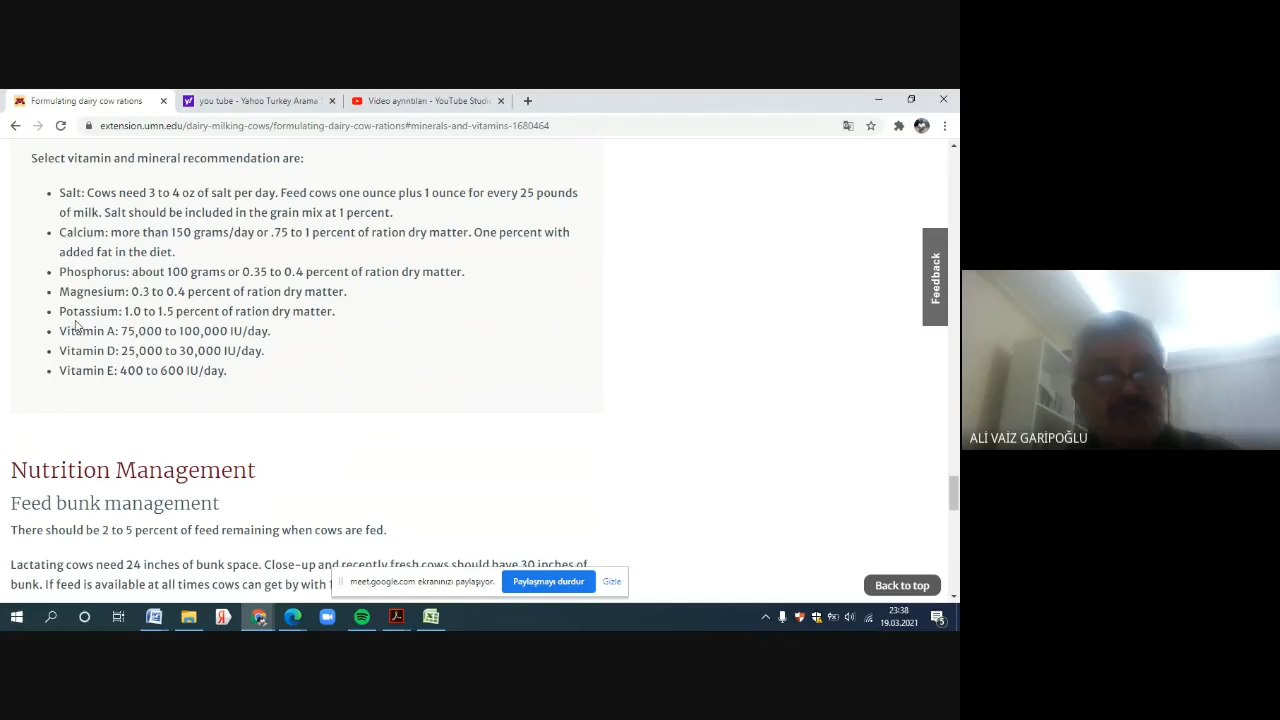 Formulating dairy cow rations
you tube - Yahoo Turkey Arama
Video ayrıntıları - YouTube Studi
extension.umn.edu/dairy-milking-cows/formulating-dairy-cow-rations#minerals-and-vitamins-1680464
Select vitamin and mineral recommendation are:
• Salt: Cows need 3 to 4 oz of salt per day. Feed cows one ounce plus 1 ounce for every 25 pounds
of milk. Salt should be included in the grain mix at 1 percent.
• Calcium: more than 150 grams/day or .75 to 1 percent of ration dry matter. One percent with
added fat in the diet.
• Phosphorus: about 100 grams or 0.35 to 0.4 percent of ration dry matter.
• Magnesium: 0.3 to 0.4 percent of ration dry matter.
• Potassium: 1.0 to 1.5 percent of ration dry matter.
• Vitamin A: 75,000 to 100,000 IU/day.
• Vitamin D: 25,000 to 30,000 IU/day.
• Vitamin E: 400 to 600 IU/day.
Feedback
ALİ VAİZ GARİPOĞLU
Nutrition Management
Feed bunk management
There should be 2 to 5 percent of feed remaining when cows are fed.
Lactating cows need 24 inches of bunk space. Close-up and recently fresh cows should have 30 inches of
bunk. If feed is available at all times cows can get by with
meet.google.com ekranınızı paylaşıyor.
Paylaşmayı durdur
Gizle
Back to top
23:38
19.03.2021
5